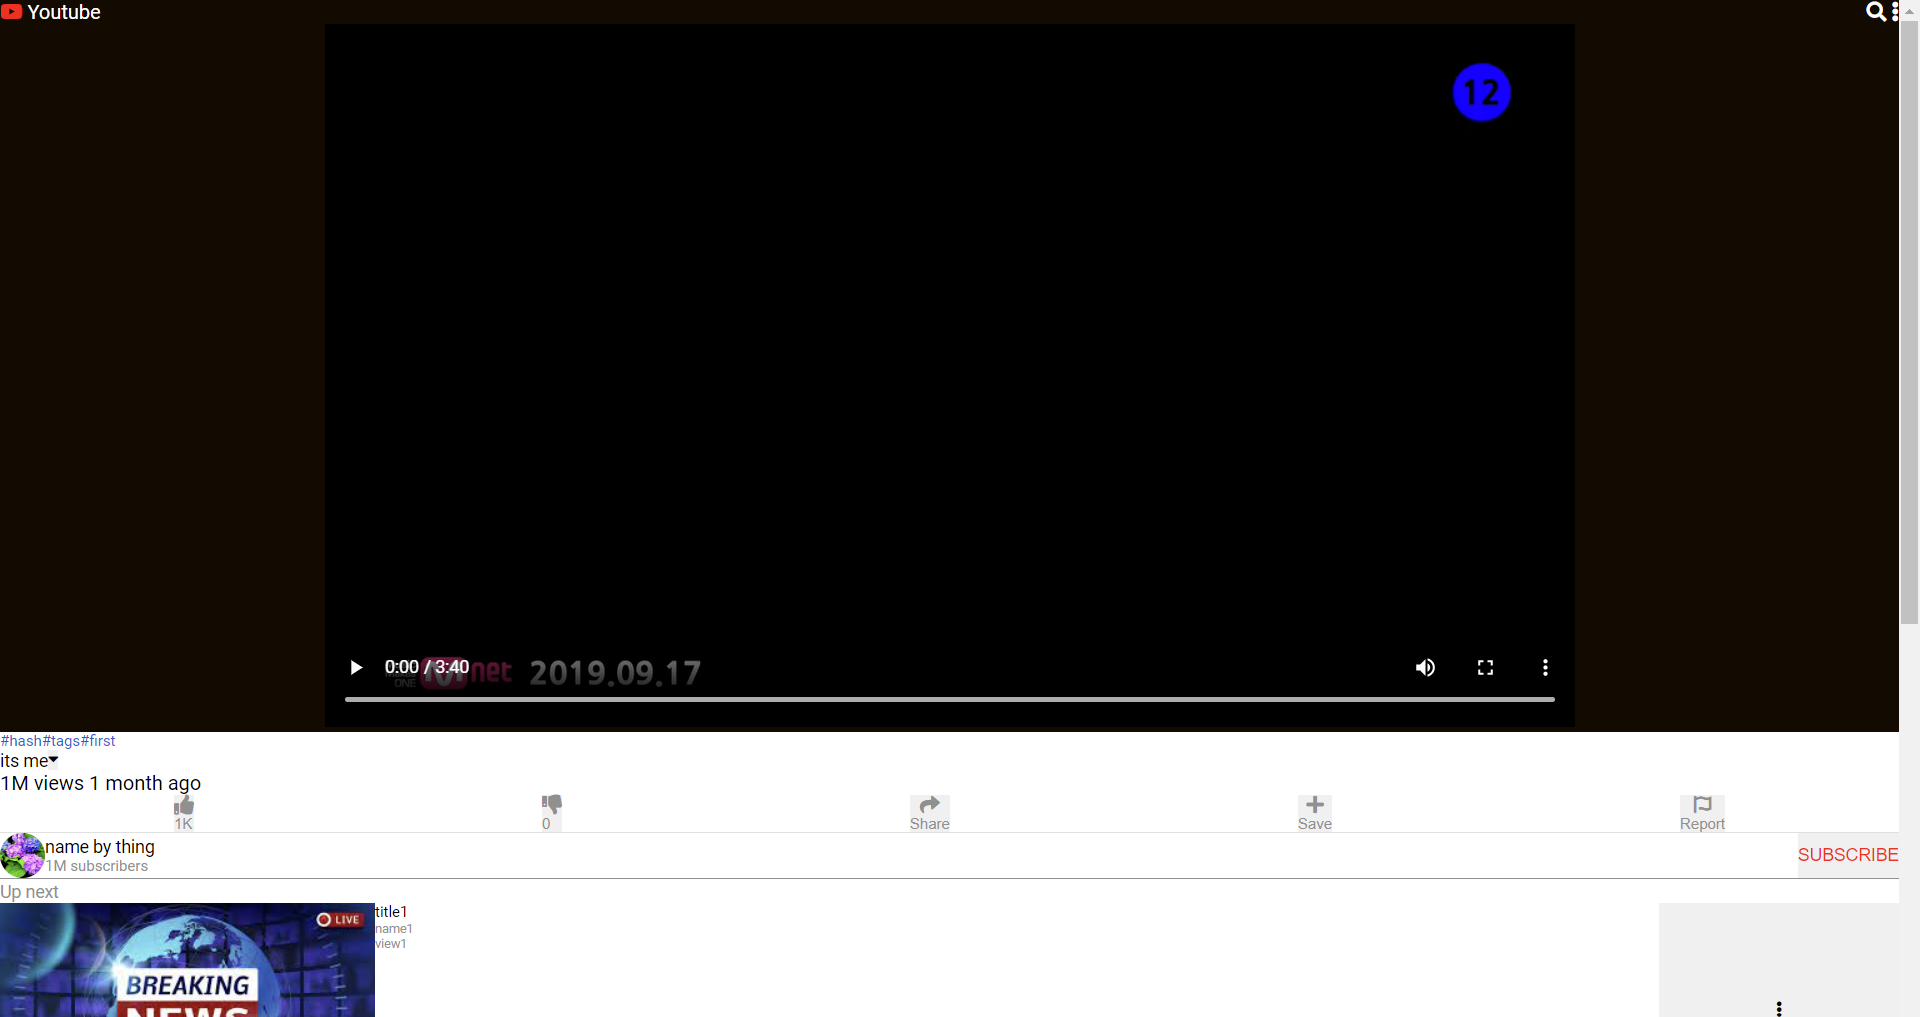 Youtube
12
0:00 / 3:40
net 2019.09.17
ONE
#hash#tags#first
its me
1M views 1 month ago
1K
0
Share
Save
Report
name by thing
1M subscribers
SUBSCRIBE
Up next
LIVE
title1
name1
view1
BREAKING
NEWS